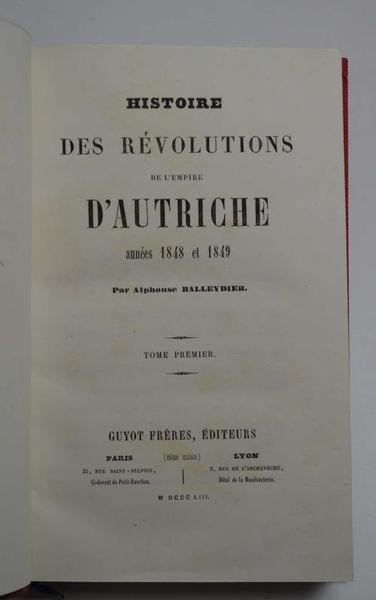 HISTOIRE
DES RÉVOLUTIONS
DE L'EMPIRE
D'AUTRICHE
années 1848 et 1849
Par Alphonse BALLEYDIER.
TOME PREMIER.
GUYOT FRÈRES, ÉDITEURS
PARIS (même maison) LYON
25, RUE SAINT-SULPICE, 2, RUE DE L'ARCHEVÊCHÉ,
Ci-devant du Petit-Bourbon. Hôtel de la Manécanterie.
M DCCC LIII.